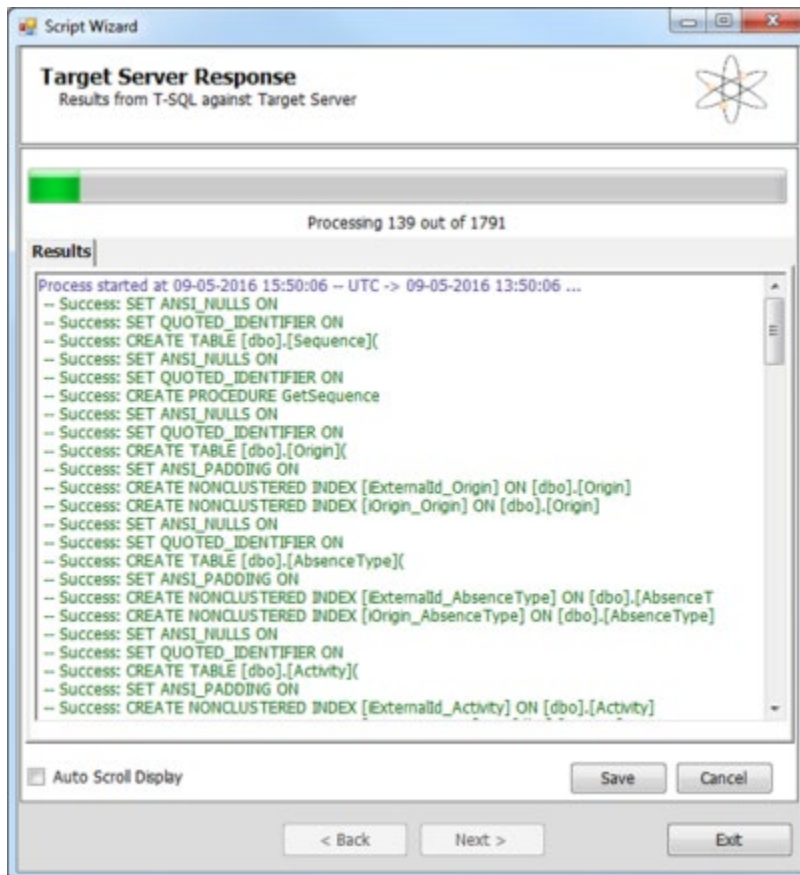 Script Wizard
Target Server Response
Results from T-SQL against Target Server
Processing 139 out of 1791
Results
Process started at 09-05-2016 15:50:06 -- UTC -> 09-05-2016 13:50:06 ...
-- Success: SET ANSI_NULLS ON
-- Success: SET QUOTED_IDENTIFIER ON
-- Success: CREATE TABLE [dbo].[Sequence](
-- Success: SET ANSI_NULLS ON
-- Success: SET QUOTED_IDENTIFIER ON
-- Success: CREATE PROCEDURE GetSequence
-- Success: SET ANSI_NULLS ON
-- Success: SET QUOTED_IDENTIFIER ON
-- Success: CREATE TABLE [dbo].[Origin](
-- Success: SET ANSI_PADDING ON
-- Success: CREATE NONCLUSTERED INDEX [iExternalId_Origin] ON [dbo].[Origin]
-- Success: CREATE NONCLUSTERED INDEX [iOrigin_Origin] ON [dbo].[Origin]
-- Success: SET ANSI_NULLS ON
-- Success: SET QUOTED_IDENTIFIER ON
-- Success: CREATE TABLE [dbo].[AbsenceType](
-- Success: SET ANSI_PADDING ON
-- Success: CREATE NONCLUSTERED INDEX [iExternalId_AbsenceType] ON [dbo].[AbsenceT
-- Success: CREATE NONCLUSTERED INDEX [iOrigin_AbsenceType] ON [dbo].[AbsenceType]
-- Success: SET ANSI_NULLS ON
-- Success: SET QUOTED_IDENTIFIER ON
-- Success: CREATE TABLE [dbo].[Activity](
-- Success: SET ANSI_PADDING ON
-- Success: CREATE NONCLUSTERED INDEX [iExternalId_Activity] ON [dbo].[Activity]
Auto Scroll Display
Save
Cancel
< Back
Next >
Exit